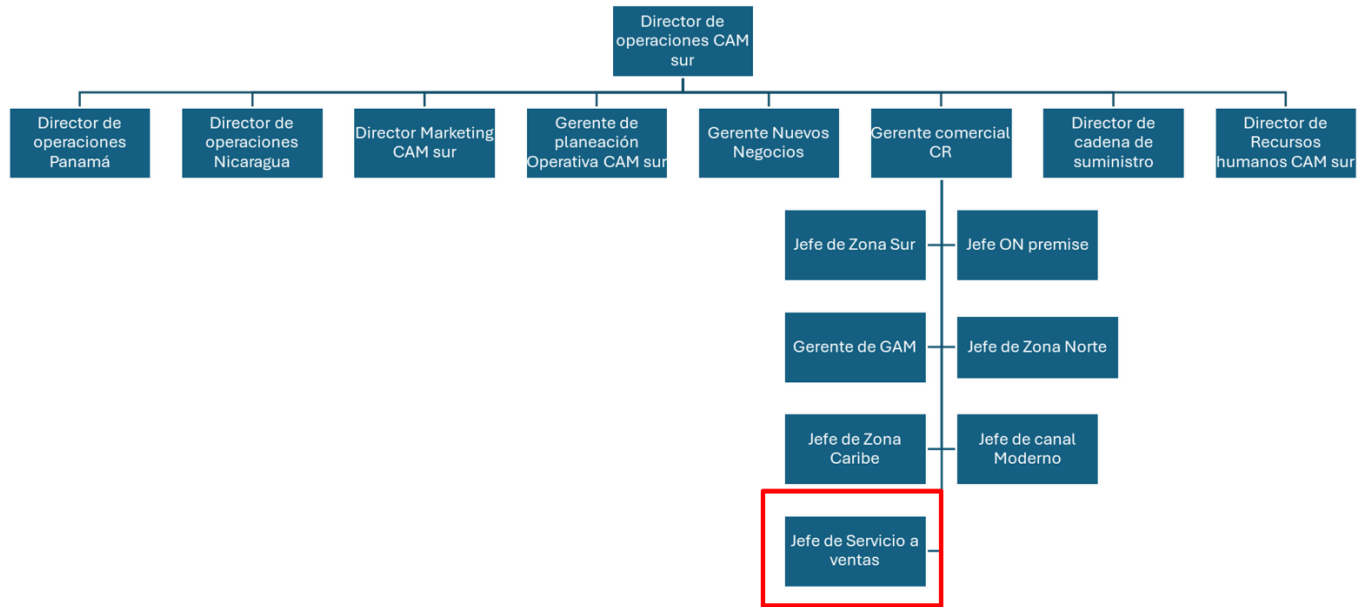 Director de
operaciones CAM
sur
Director de
operaciones
Panamá
Director de
operaciones
Nicaragua
Director Marketing
CAM sur
Gerente de
planeación
Operativa CAM sur
Gerente Nuevos
Negocios
Gerente comercial
CR
Director de
cadena de
suministro
Director de
Recursos
humanos CAM sur
Jefe de Zona Sur
Jefe ON premise
Gerente de GAM
Jefe de Zona Norte
Jefe de Zona
Caribe
Jefe de canal
Moderno
Jefe de Servicio a
ventas